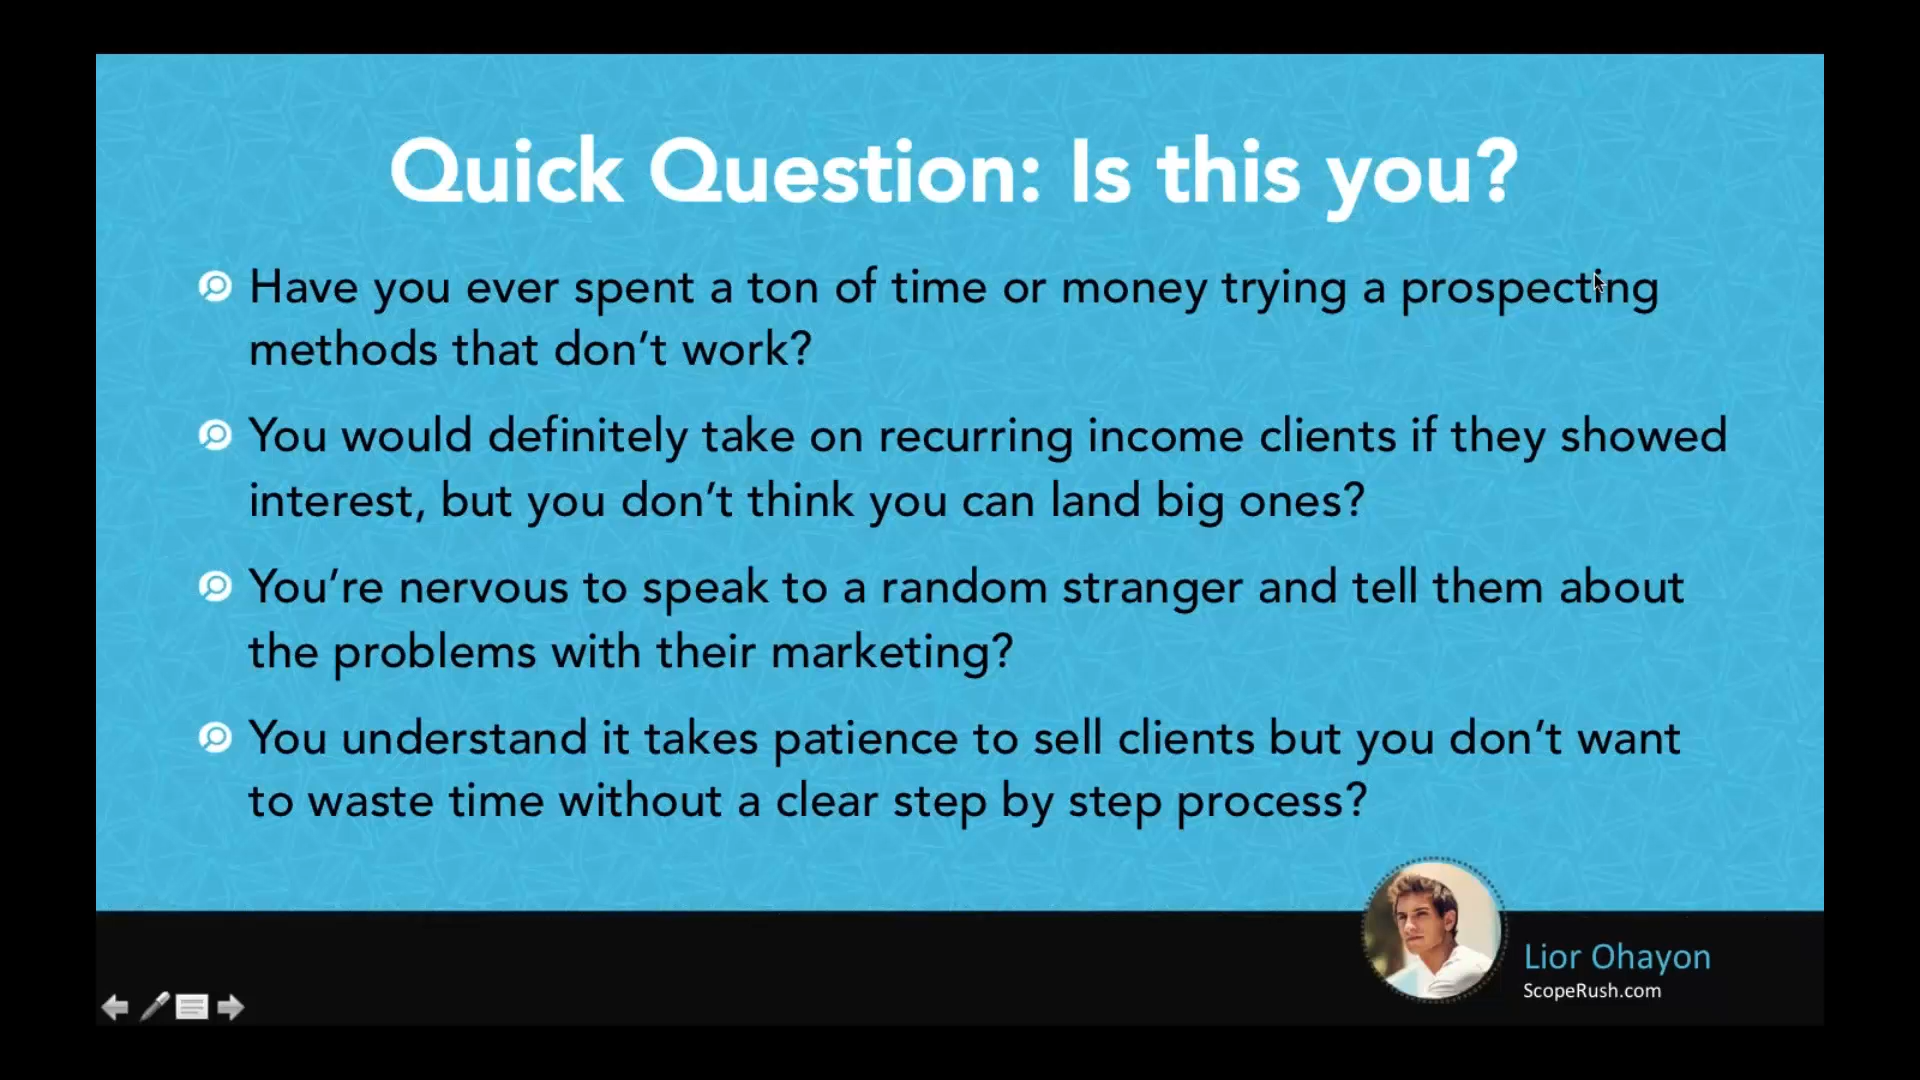 Quick Question: Is this you?
Have you ever spent a ton of time or money trying a prospecting
methods that don’t work?
You would definitely take on recurring income clients if they showed
interest, but you don’t think you can land big ones?
You’re nervous to speak to a random stranger and tell them about
the problems with their marketing?
You understand it takes patience to sell clients but you don’t want
to waste time without a clear step by step process?
Lior Ohayon
ScopeRush.com